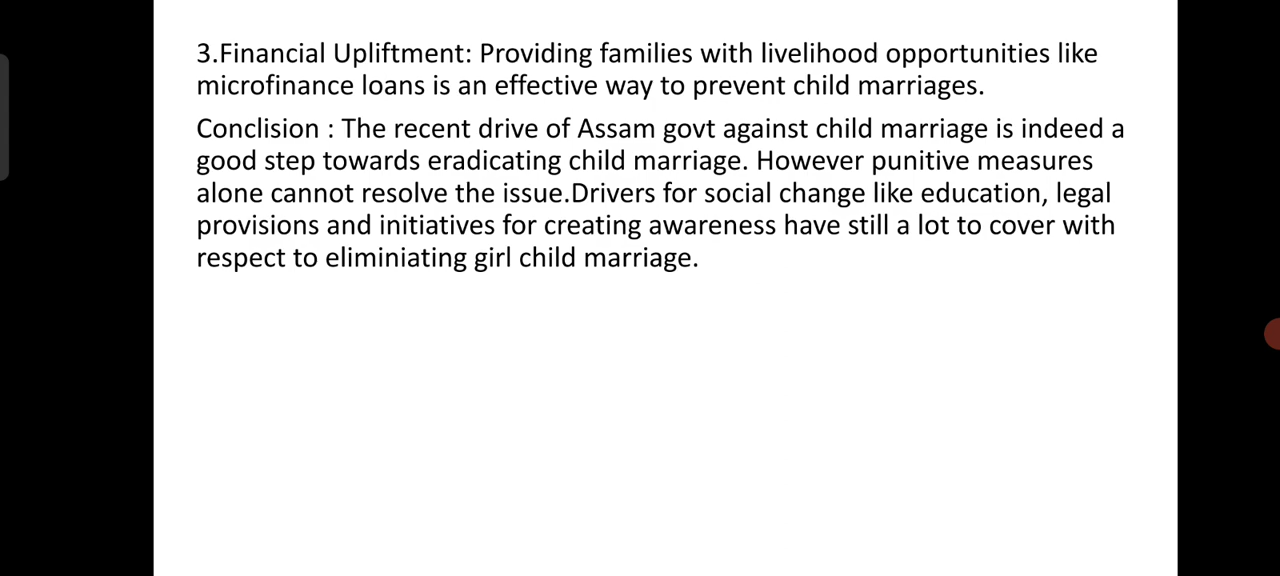 3.Financial Upliftment: Providing families with livelihood opportunities like
microfinance loans is an effective way to prevent child marriages.
Conclision : The recent drive of Assam govt against child marriage is indeed a
good step towards eradicating child marriage. However punitive measures
alone cannot resolve the issue.Drivers for social change like education, legal
provisions and initiatives for creating awareness have still a lot to cover with
respect to eliminiating girl child marriage.